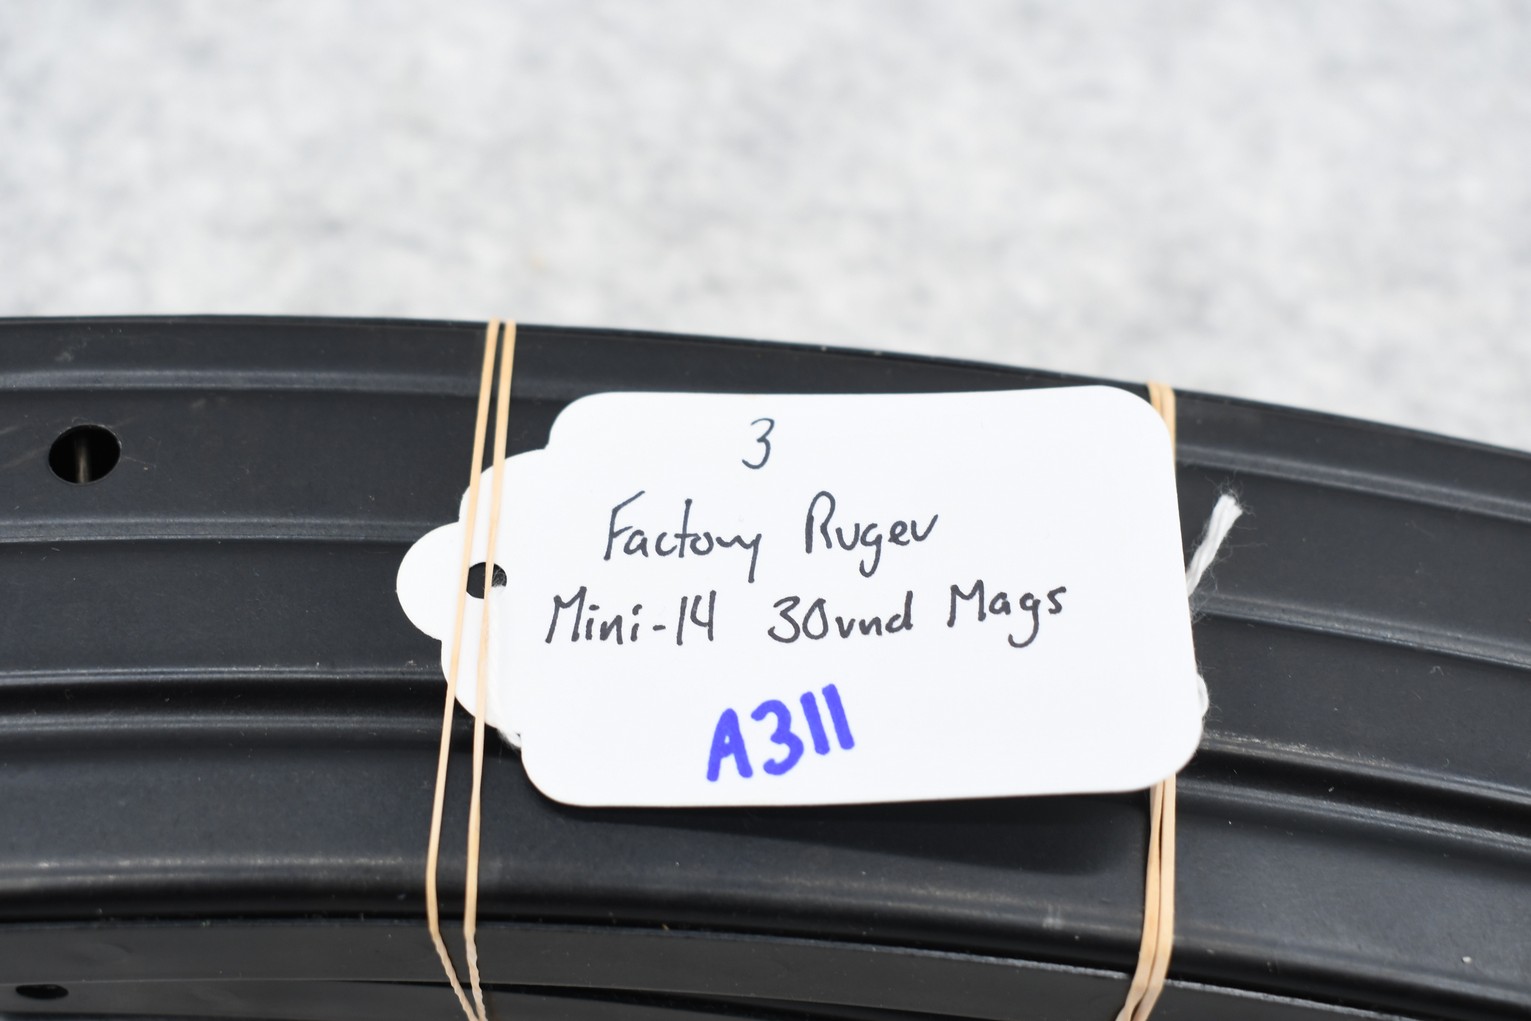 3
Factory Ruger
Mini-14 30rnd Mags
A311